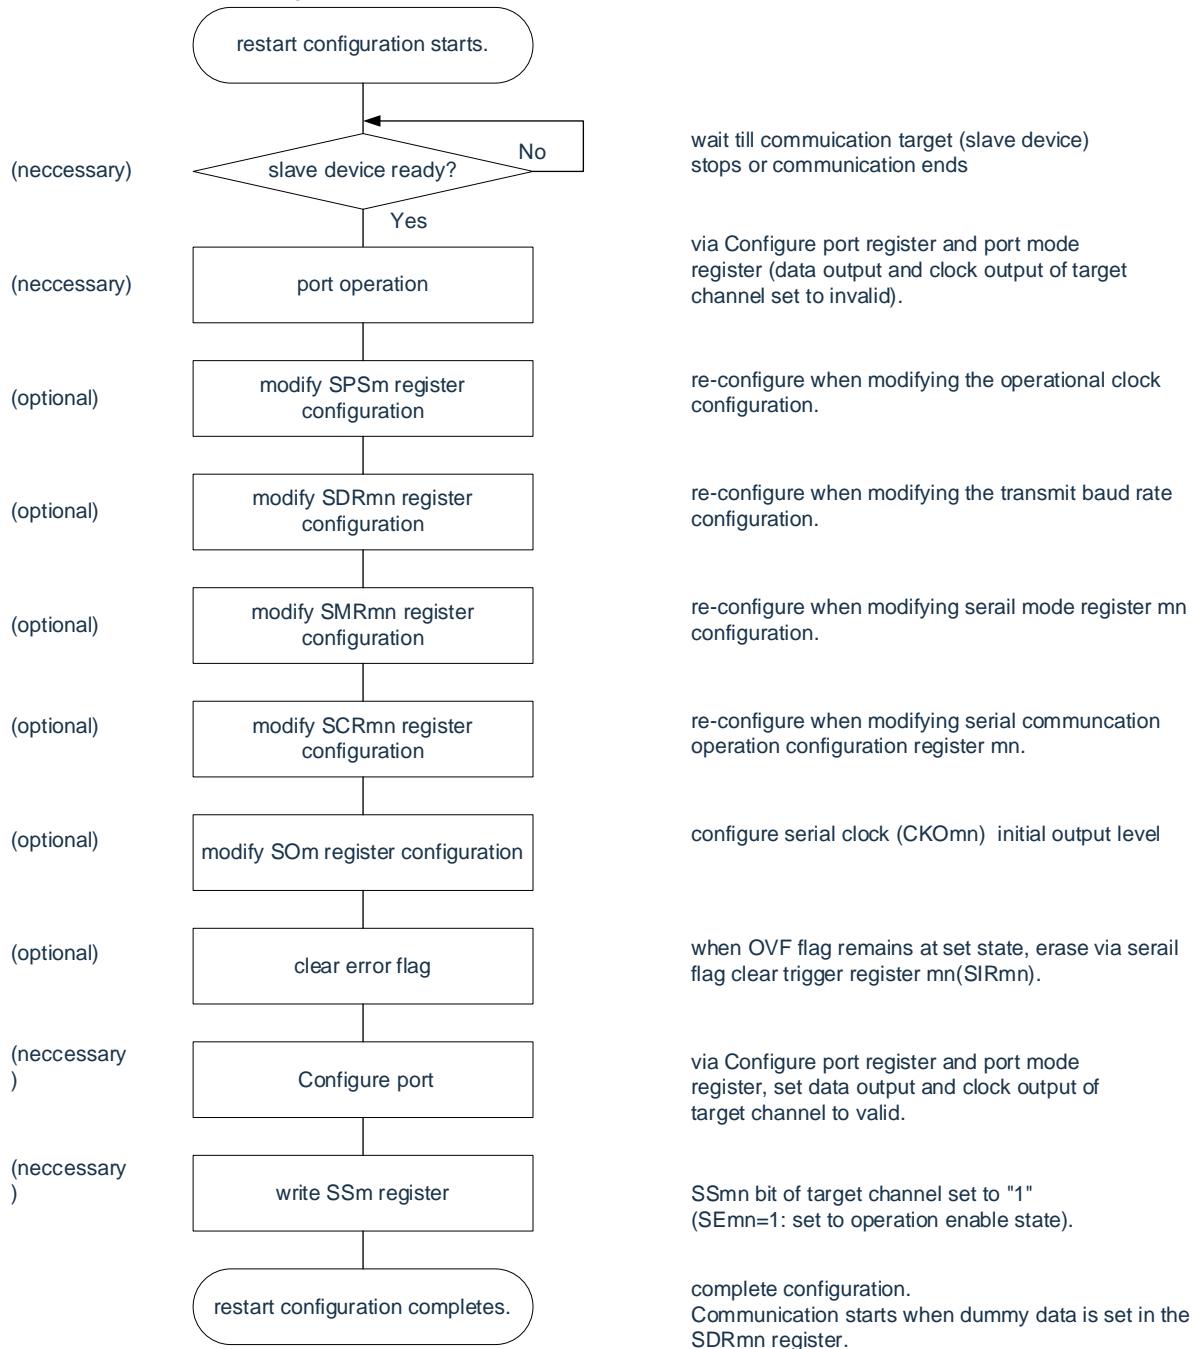 restart configuration starts.
No
wait till commuication target (slave device)
stops or communication ends
(neccessary)
slave device ready?
Yes
via Configure port register and port mode
register (data output and clock output of target
channel set to invalid).
(neccessary)
port operation
(optional)
modify SPSm register
configuration
re-configure when modifying the operational clock
configuration.
(optional)
modify SDRmn register
configuration
re-configure when modifying the transmit baud rate
configuration.
(optional)
modify SMRmn register
configuration
re-configure when modifying serail mode register mn
configuration.
(optional)
modify SCRmn register
configuration
re-configure when modifying serial communcation
operation configuration register mn.
(optional)
modify SOm register configuration
configure serial clock (CKOmn)  initial output level
(optional)
clear error flag
when OVF flag remains at set state, erase via serail
flag clear trigger register mn(SIRmn).
(neccessary
)
Configure port
via Configure port register and port mode
register, set data output and clock output of
target channel to valid.
(neccessary
)
write SSm register
SSmn bit of target channel set to "1"
(SEmn=1: set to operation enable state).
restart configuration completes.
complete configuration.
Communication starts when dummy data is set in the
SDRmn register.